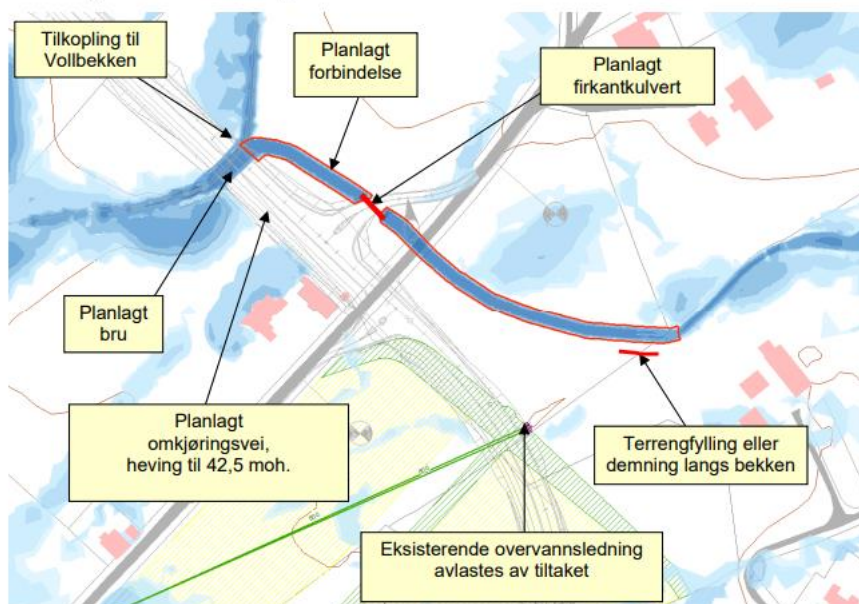 Tilkopling til
Vollbekken
Planlagt
forbindelse
Planlagt
firkantkulvert
Planlagt
bru
Planlagt
omkjøringsvei,
heving til 42,5 moh.
Terrengfylling eller
demning langs bekken
Eksisterende overvannsledning
avlastes av tiltaket